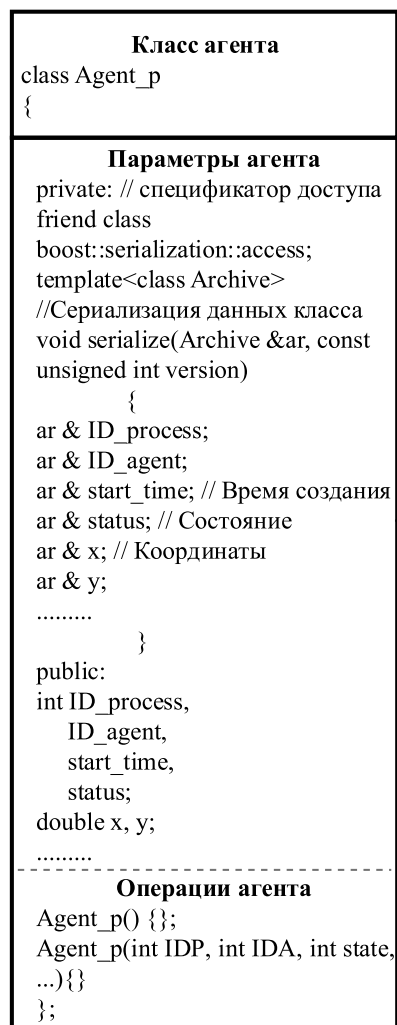 Класс агента
class Agent_p
{
Параметры агента
private: // спецификатор доступа
friend class
boost::serialization::access;
template<class Archive>
//Сериализация данных класса
void serialize(Archive &ar, const
unsigned int version)
{
ar & ID_process;
ar & ID_agent;
ar & start_time; // Время создания
ar & status; // Состояние
ar & x; // Координаты
ar & y;
.........
}
public:
int ID_process,
ID_agent,
start_time,
status;
double x, y;
.........
Операции агента
Agent_p() {};
Agent_p(int IDP, int IDA, int state,
...){}
};